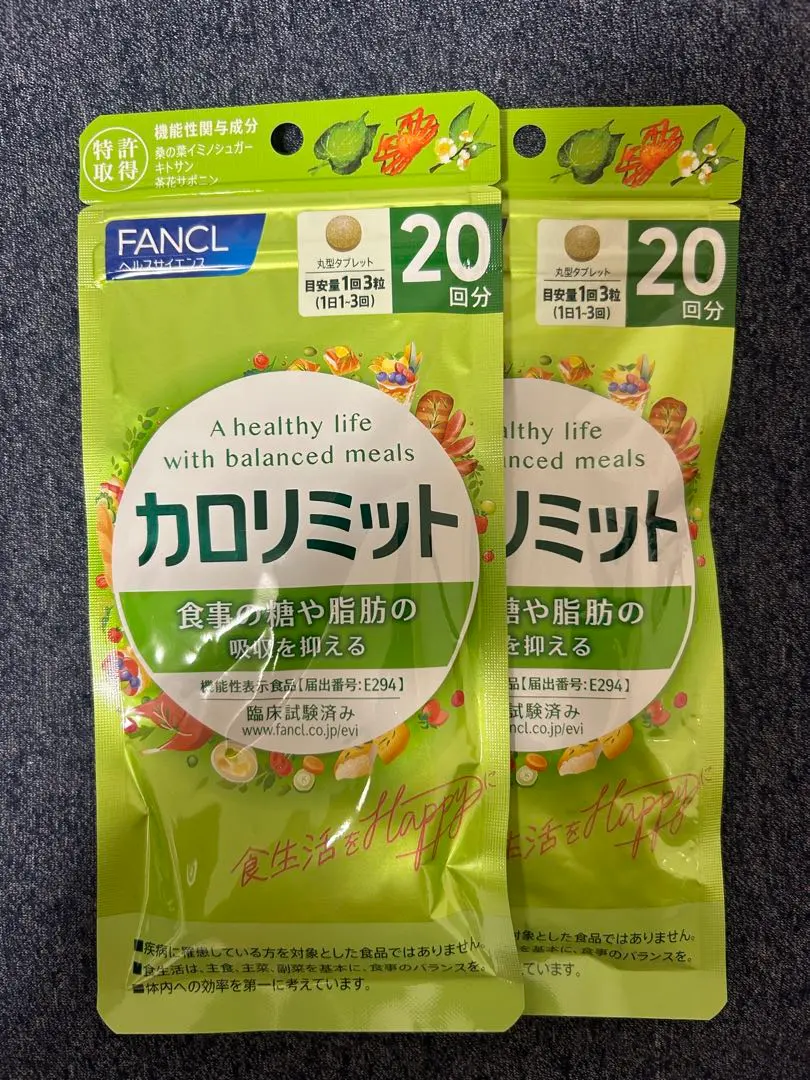 特許
取得
機能性関与成分
桑の葉イミノシュガー
キトサン
茶花サポニン
FANCL
ヘルスサイエンス
丸型タブレット
目安量1回3粒
(1日1~3回)
20
回分
A healthy life
with balanced meals
カロリミット
食事の糖や脂肪の
吸収を抑える
機能性表示食品【届出番号:E294】
臨床試験済み
www.fancl.co.jp/evi
食生活をHappyに
■疾病に罹患している方を対象とした食品ではありません。
■食生活は、主食、主菜、副菜を基本に、食事のバランスを。
■体内への効率を第一に考えています。
丸型タブレット
目安量1回3粒
(1日1~3回)
20
回分
lthy life
nced meals
リミット
糖や脂肪の
を抑える
品【届出番号:E294】
試験済み
.co.jp/evi
生活をHappyに
対象とした食品ではありません。
を基本に、食事のバランスを。
ています。